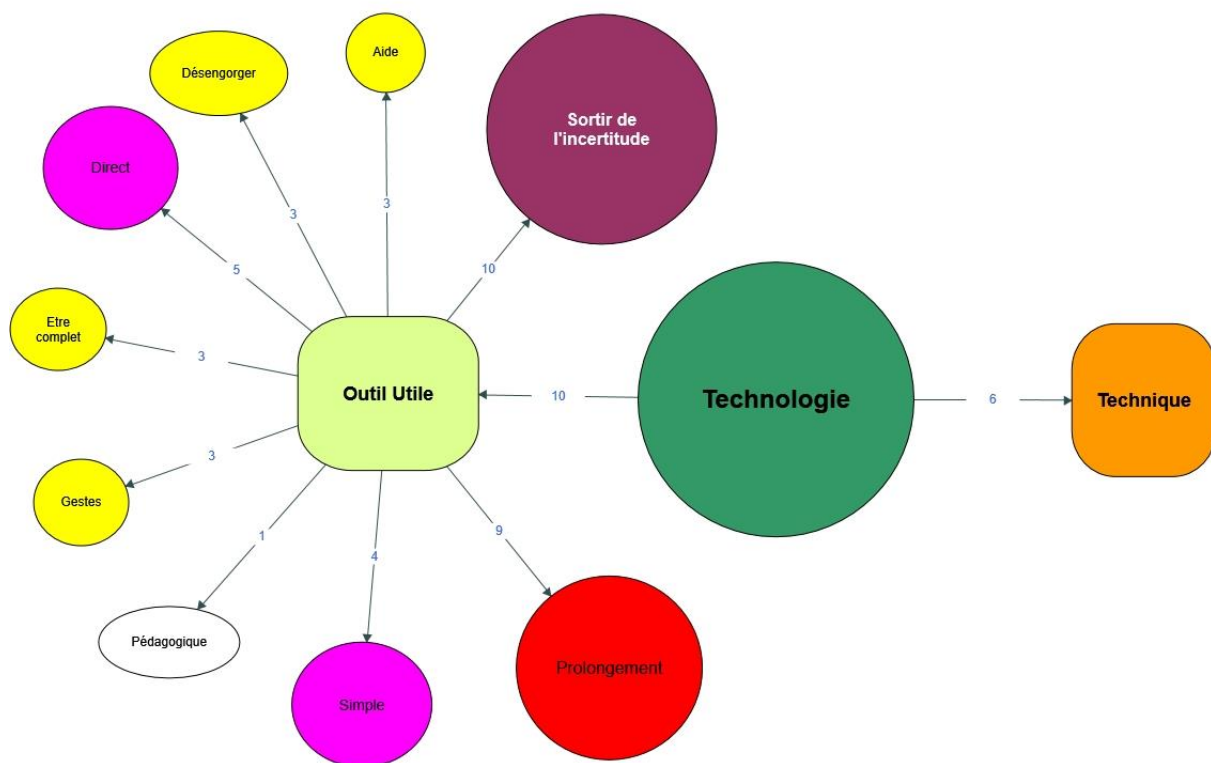 Aide
Désengorger
Sortir de
l'incertitude
Direct
3
3
5
10
Etre
complet
3
Outil Utile
10
Technologie
6
Technique
3
Gestes
1
4
9
Pédagogique
Simple
Prolongement